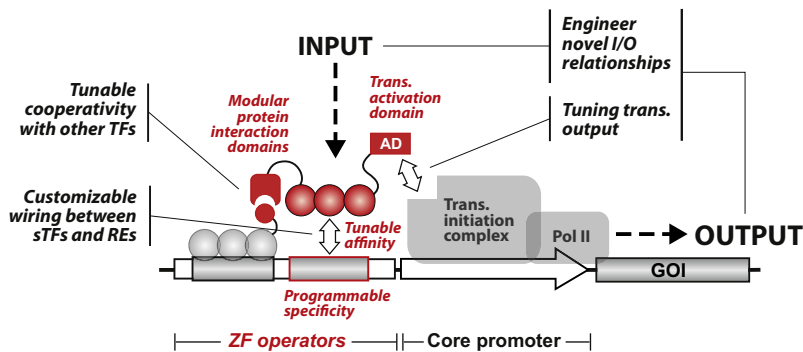 INPUT
Engineer
novel I/O
relationships
Tunable
cooperativity
with other TFs
Modular
protein
interaction
domains
Trans.
activation
domain
AD
Tuning trans.
output
Customizable
wiring between
sTFs and REs
Tunable
affinity
Trans.
initiation
complex
Pol II
OUTPUT
GOI
Programmable
specificity
ZF operators
Core promoter